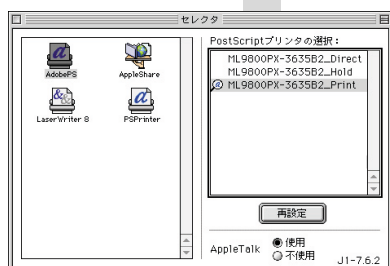 セレクタ
AdobePS
AppleShare
LaserWriter 8
PSPrinter
PostScriptプリンタの選択：
ML9800PX-3635B2_Direct
ML9800PX-3635B2_Hold
ML9800PX-3635B2_Print
再設定
AppleTalk
使用
不使用
J1-7.6.2